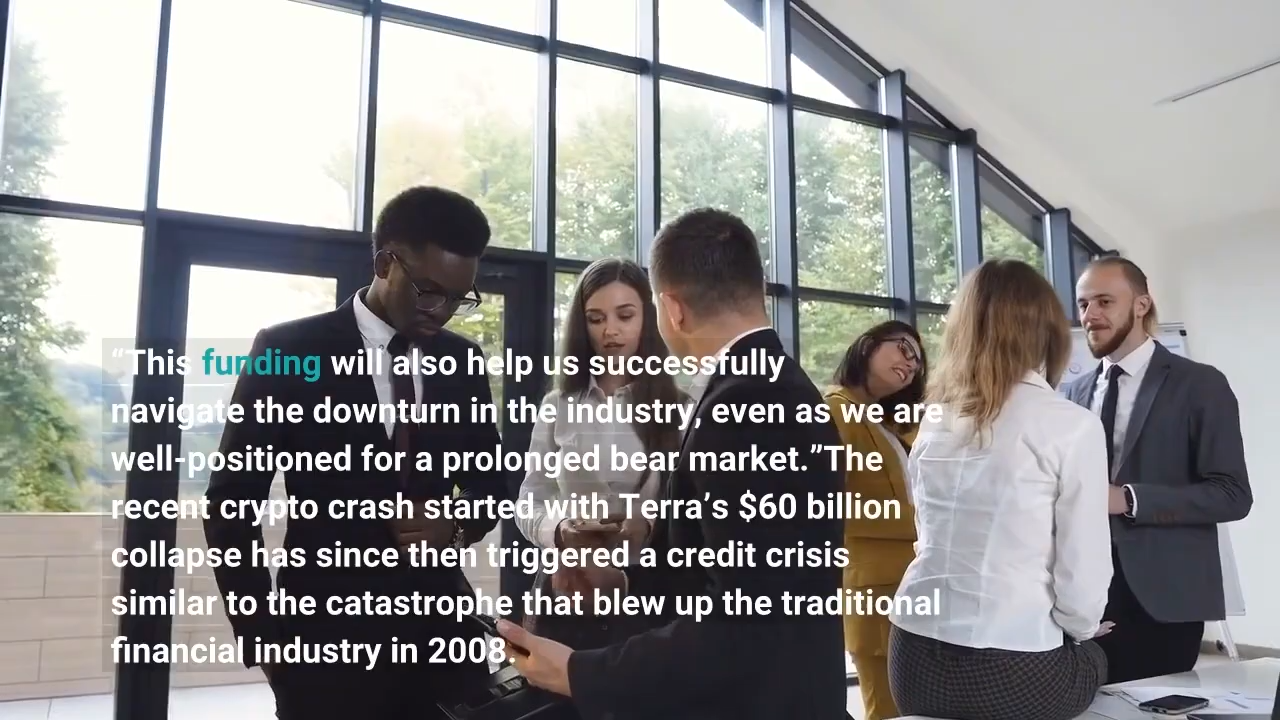 “This funding will also help us successfully
navigate the downturn in the industry, even as we are
well-positioned for a prolonged bear market.”The
recent crypto crash started with Terra’s $60 billion
collapse has since then triggered a credit crisis
similar to the catastrophe that blew up the traditional
financial industry in 2008.